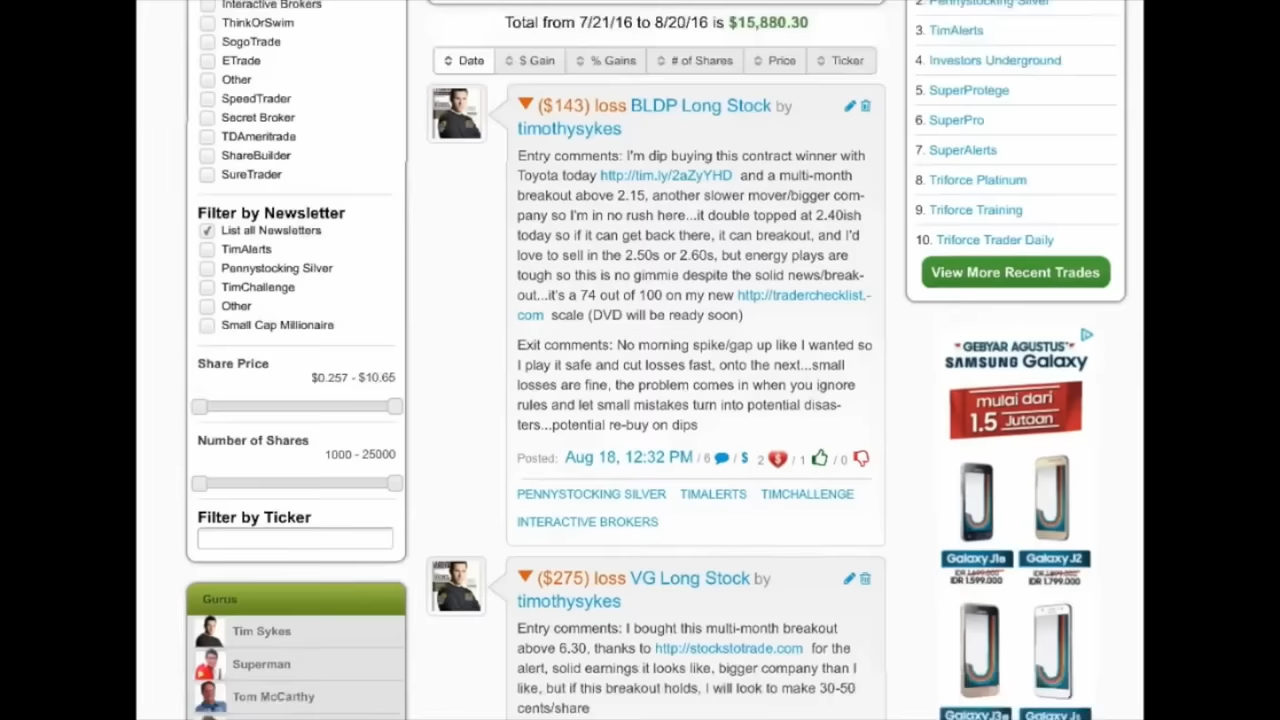 Interactive Brokers
ThinkOrSwim
SogoTrade
ETrade
Other
SpeedTrader
Secret Broker
TDAmeritrade
ShareBuilder
SureTrader
Filter by Newsletter
List all Newsletters
TimAlerts
Pennystocking Silver
TimChallenge
Other
Small Cap Millionaire
Share Price
$0.257 - $10.65
Number of Shares
1000 - 25000
Filter by Ticker
Gurus
Tim Sykes
Superman
Tom McCarthy
Total from 7/21/16 to 8/20/16 is $15,880.30
Date $ Gain % Gains # of Shares Price Ticker
($143) loss BLDP Long Stock by
timothysykes
Entry comments: I'm dip buying this contract winner with
Toyota today http://tim.ly/2aZyYHD and a multi-month
breakout above 2.15, another slower mover/bigger com-
pany so I'm in no rush here...it double topped at 2.40ish
today so if it can get back there, it can breakout, and I'd
love to sell in the 2.50s or 2.60s, but energy plays are
tough so this is no gimmie despite the solid news/break-
out...it's a 74 out of 100 on my new http://traderchecklist.-
com scale (DVD will be ready soon)
Exit comments: No morning spike/gap up like I wanted so
I play it safe and cut losses fast, onto the next...small
losses are fine, the problem comes in when you ignore
rules and let small mistakes turn into potential disas-
ters...potential re-buy on dips
Posted: Aug 18, 12:32 PM / 6 / $ 2 / 1 / 0
PENNYSTOCKING SILVER TIMALERTS TIMCHALLENGE
INTERACTIVE BROKERS
($275) loss VG Long Stock by
timothysykes
Entry comments: I bought this multi-month breakout
above 6.30, thanks to http://stockstotrade.com for the
alert, solid earnings it looks like, bigger company than I
like, but if this breakout holds, I will look to make 30-50
cents/share
2. Pennystocking Silver
3. TimAlerts
4. Investors Underground
5. SuperProtege
6. SuperPro
7. SuperAlerts
8. Triforce Platinum
9. Triforce Training
10. Triforce Trader Daily
View More Recent Trades
GEBYAR AGUSTUS
SAMSUNG Galaxy
mulai dari
1.5 Jutaan
Galaxy J1 Galaxy J2
IDR 1.599.000 IDR 1.799.000